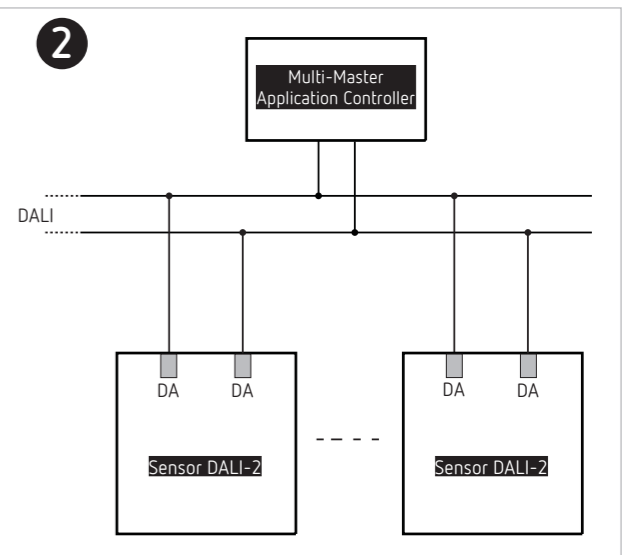 2
Multi-Master
Application Controller
DALI
DA DA DA DA
Sensor DALI-2 Sensor DALI-2